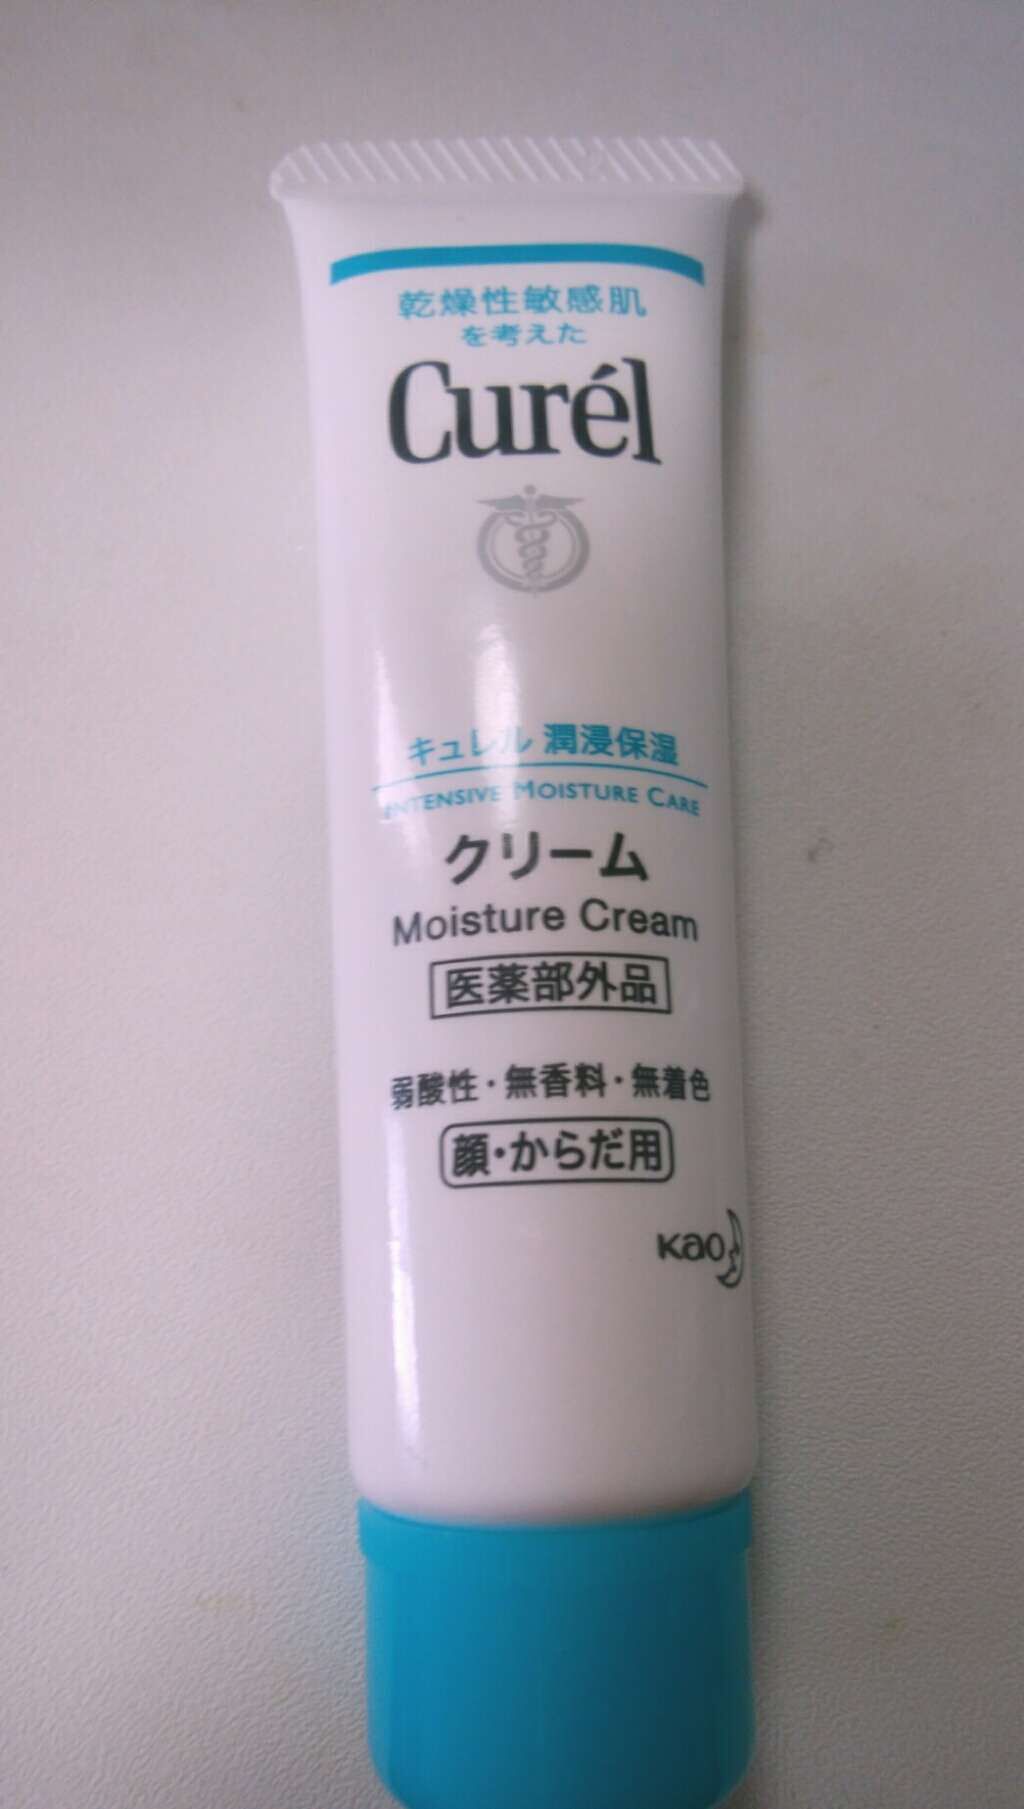 乾燥性敏感肌
を考えた
Curél
キュレル 潤浸保湿
INTENSIVE MOISTURE CARE
クリーム
Moisture Cream
医薬部外品
弱酸性・無香料・無着色
顔・からだ用
Kao